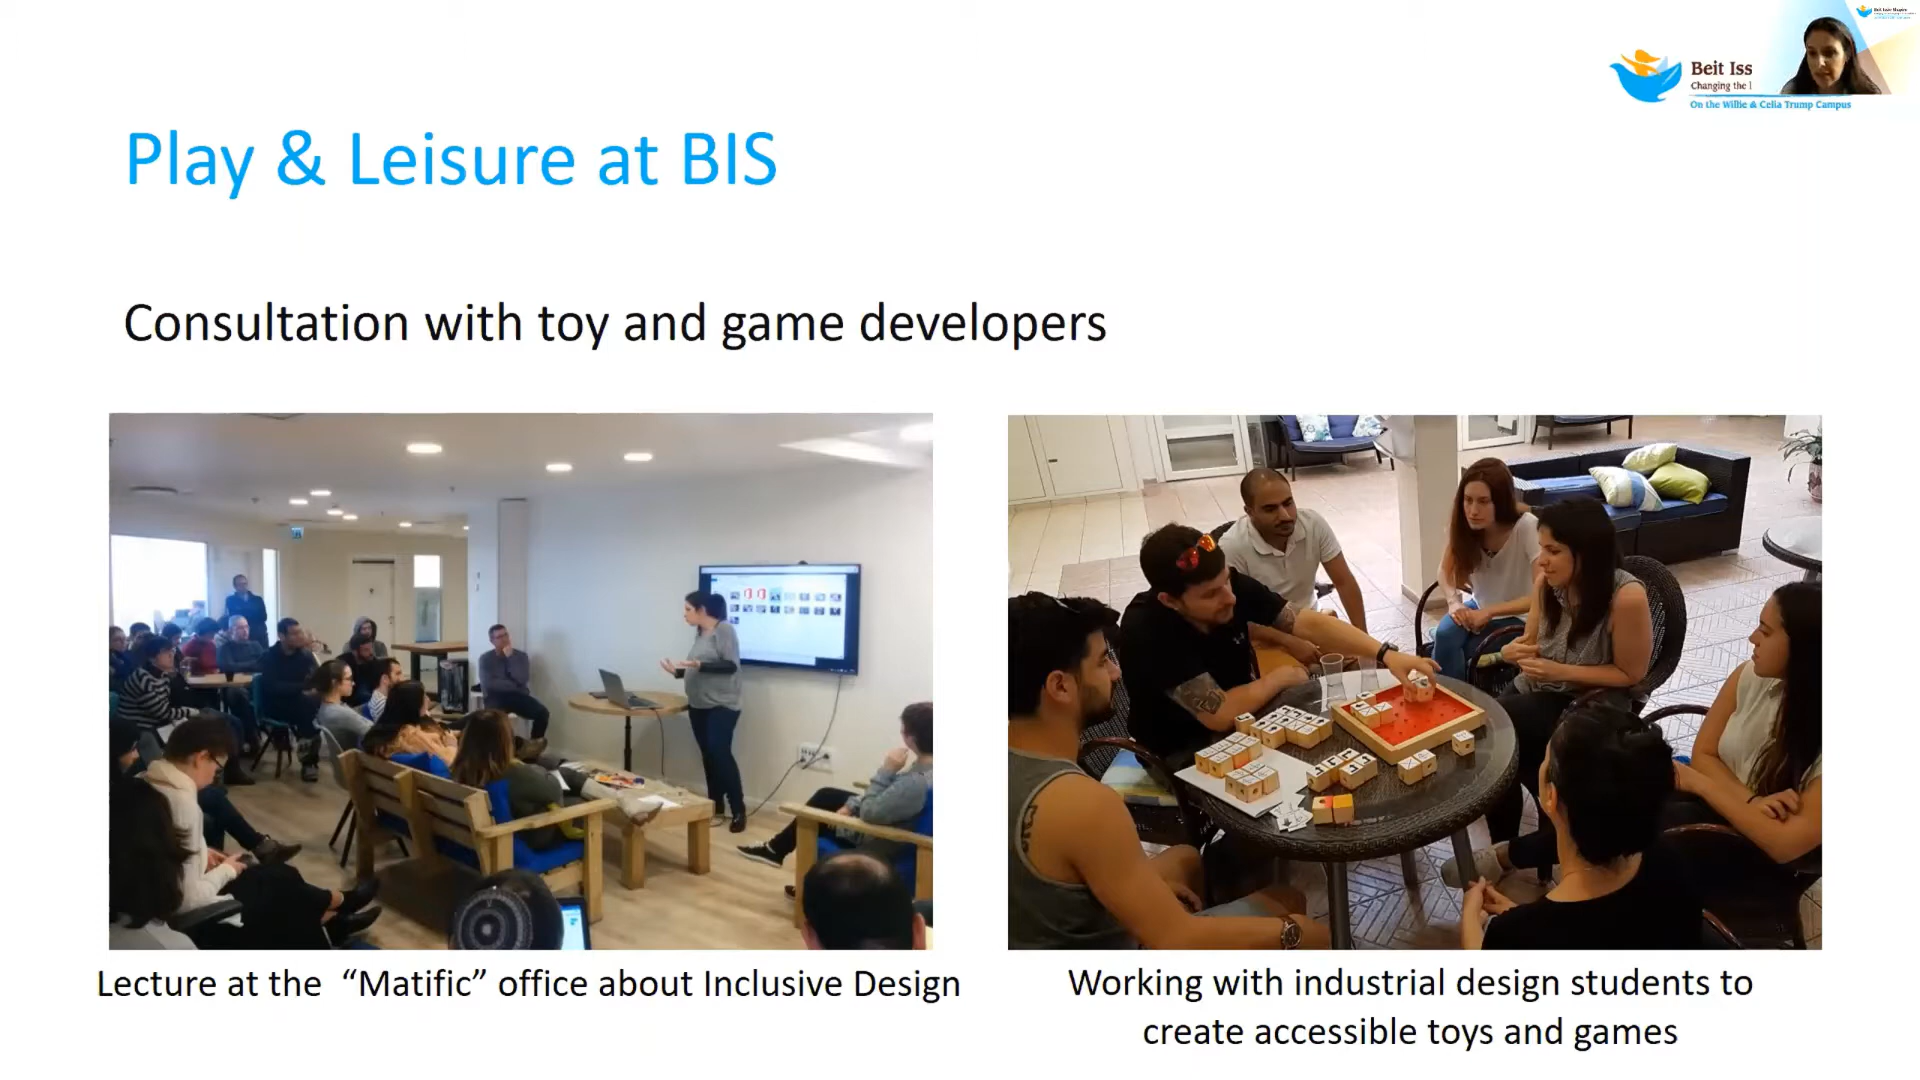 Beit Iss
Changing the
On the Willie & Celia Trump Campus
Play & Leisure at BIS
Consultation with toy and game developers
Lecture at the “Matific” office about Inclusive Design
Working with industrial design students to
create accessible toys and games